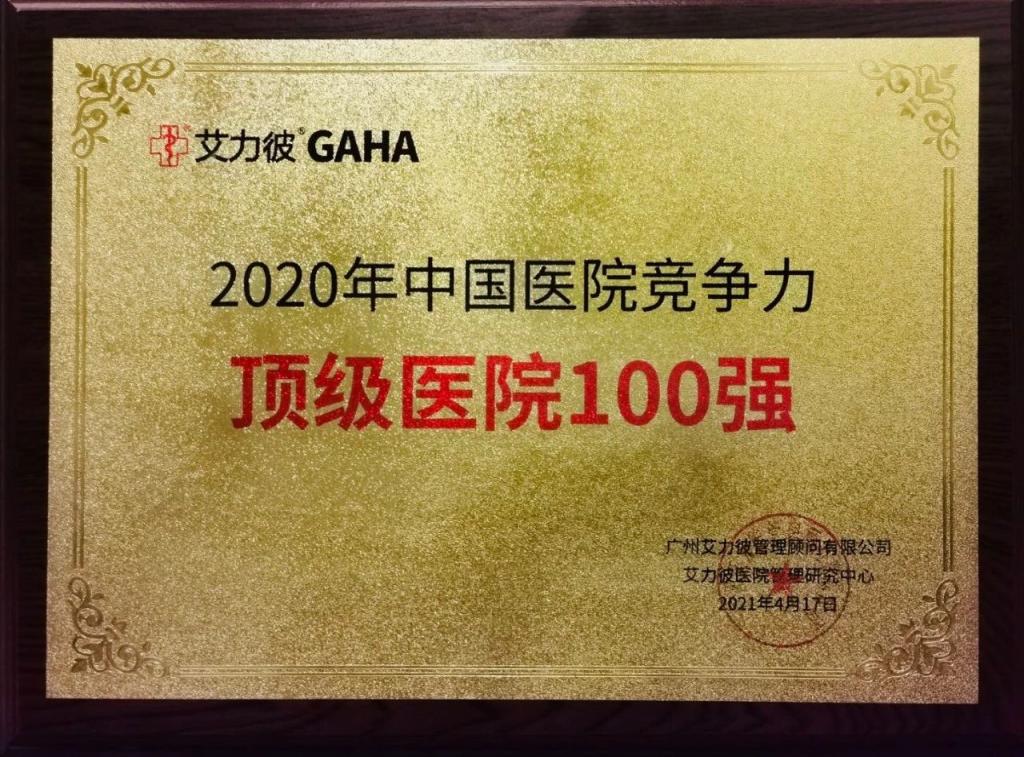 艾力彼® GAHA
2020年中国医院竞争力
顶级医院100强
广州艾力彼管理顾问有限公司
艾力彼医院管理研究中心
2021年4月17日